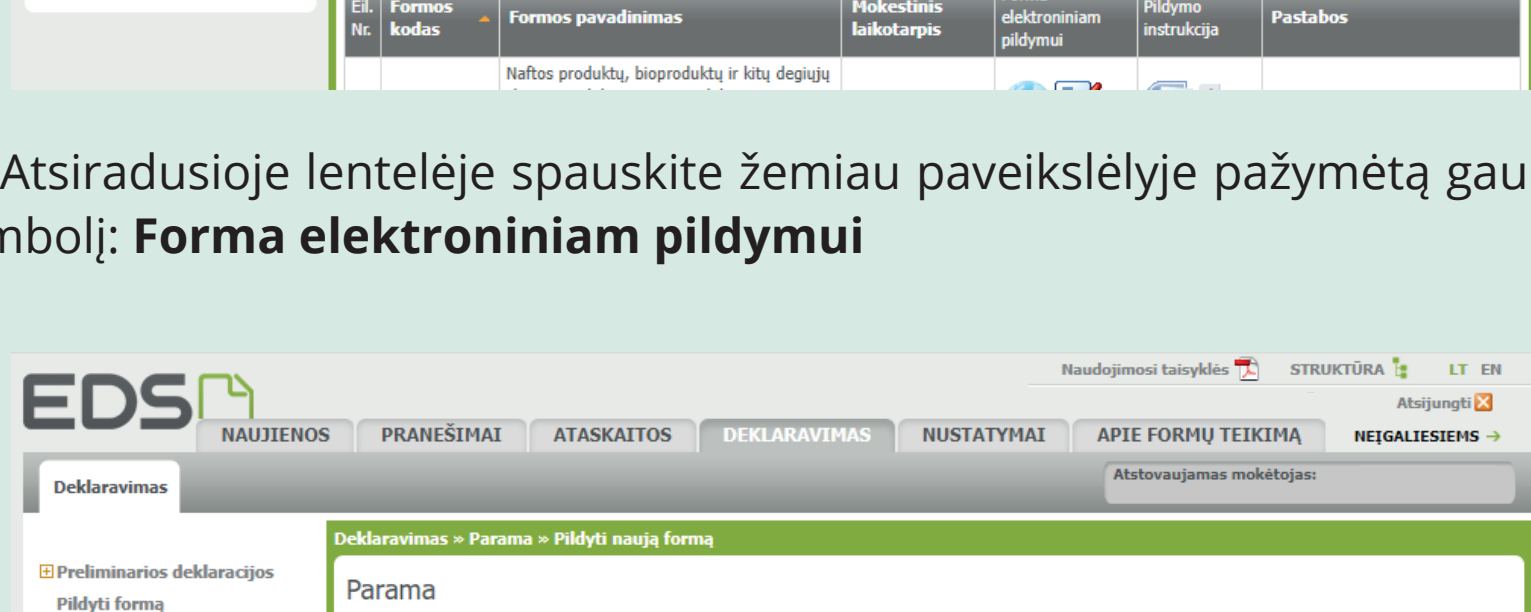 Eil. Nr.
Formos kodas
Formos pavadinimas
Mokestinis laikotarpis
elektroniniam pildymui
Pildymo instrukcija
Pastabos
Naftos produktų, bioproduktų ir kitų degiųjų
Atsiradusioje lentelėje spauskite žemiau paveikslėlyje pažymėtą gau
mbolį: Forma elektroniniam pildymui
Naudojimosi taisyklės STRUKTŪRA LT EN
EDS
Atsijungti
NAUJIENOS PRANEŠIMAI ATASKAITOS DEKLARAVIMAS NUSTATYMAI APIE FORMŲ TEIKIMĄ NEĮGALIESIEMS →
Deklaravimas
Atstovaujamas mokėtojas:
Deklaravimas » Parama » Pildyti naują formą
Preliminarios deklaracijos
Parama
Pildyti formą